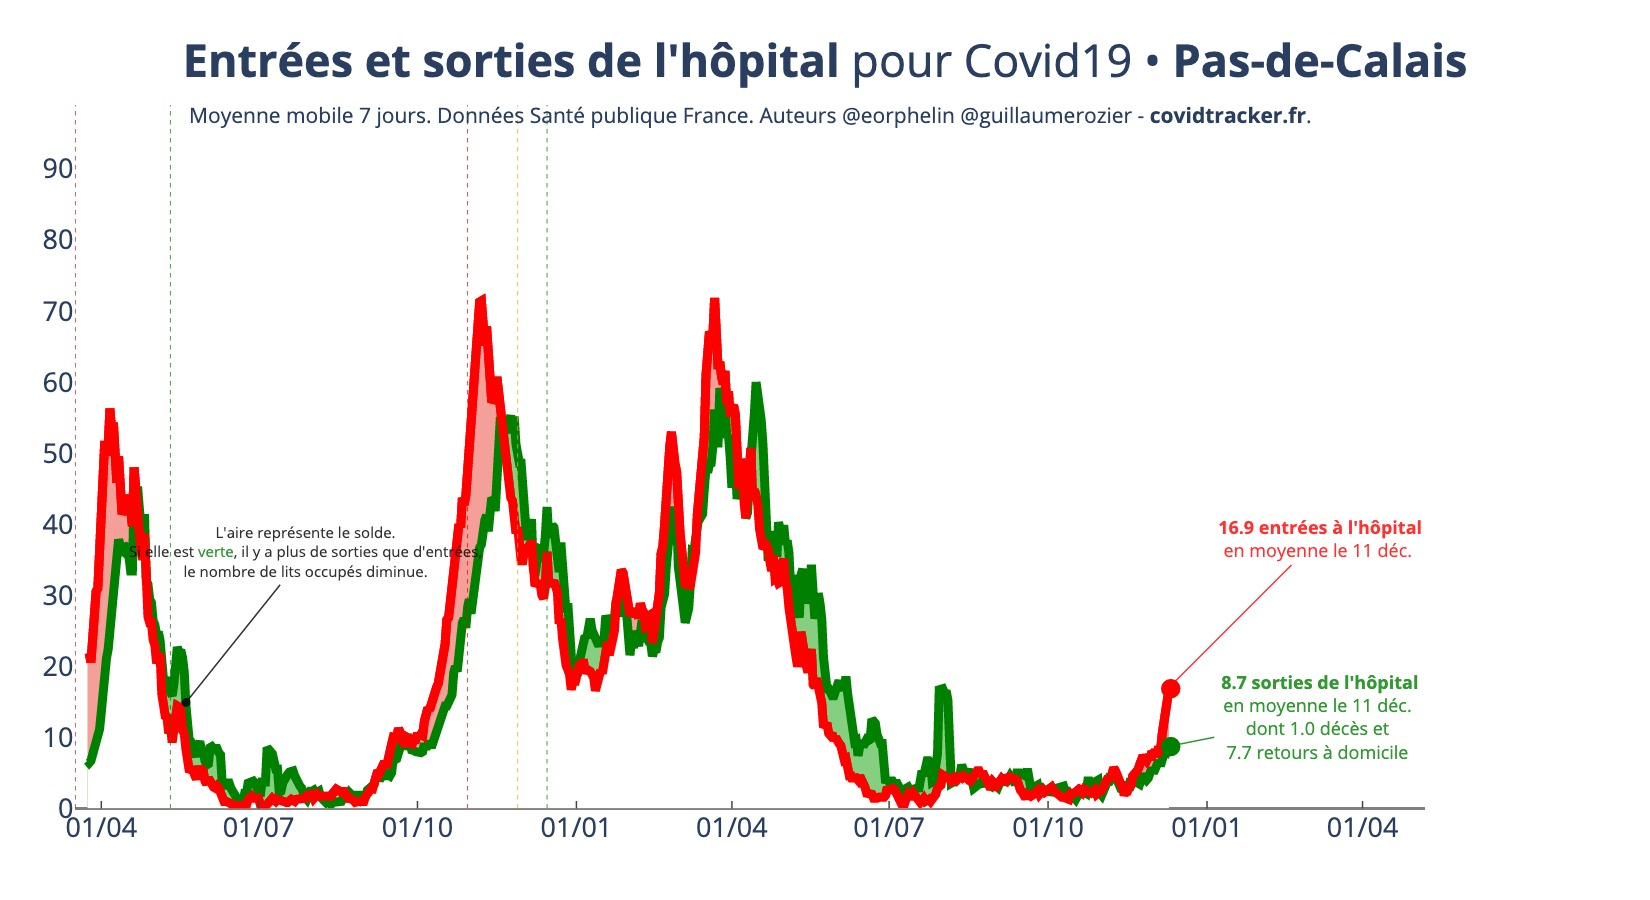 Entrées et sorties de l'hôpital pour Covid19 • Pas-de-Calais
Moyenne mobile 7 jours. Données Santé publique France. Auteurs @eorphelin @guillaumerozier - covidtracker.fr.
90
80
70
60
50
40
30
20
10
0
L'aire représente le solde.
Si elle est verte, il y a plus de sorties que d'entrées,
le nombre de lits occupés diminue.
16.9 entrées à l'hôpital
en moyenne le 11 déc.
8.7 sorties de l'hôpital
en moyenne le 11 déc.
dont 1.0 décès et
7.7 retours à domicile
01/04 01/07 01/10 01/01 01/04 01/07 01/10 01/01 01/04